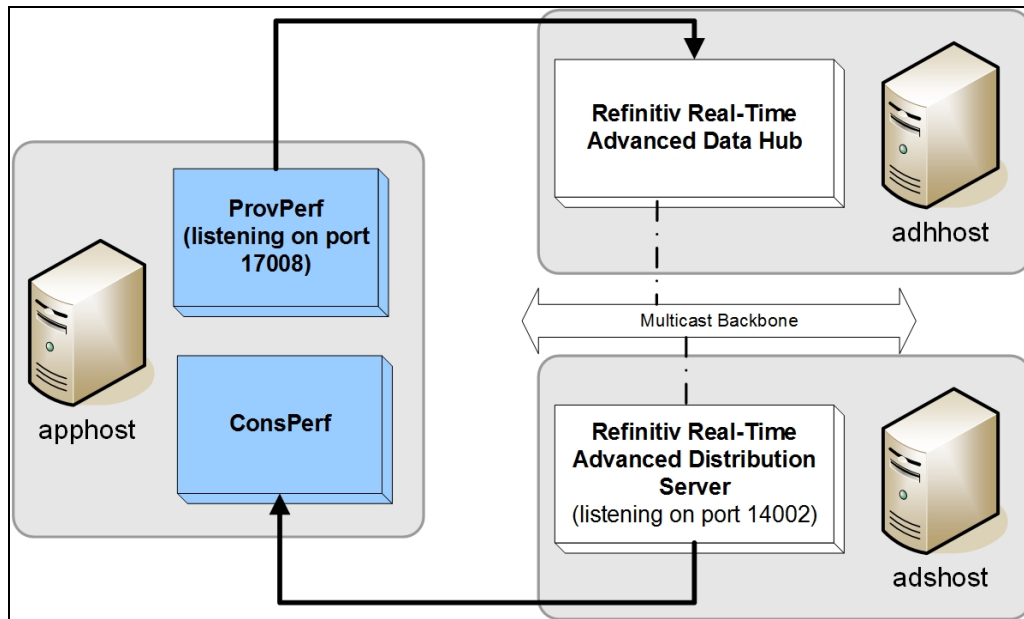 Refinitiv Real-Time
Advanced Data Hub
adhhost
ProvPerf
(listening on port
17008)
apphost
ConsPerf
Multicast Backbone
Refinitiv Real-Time
Advanced Distribution
Server
(listening on port 14002)
adshost